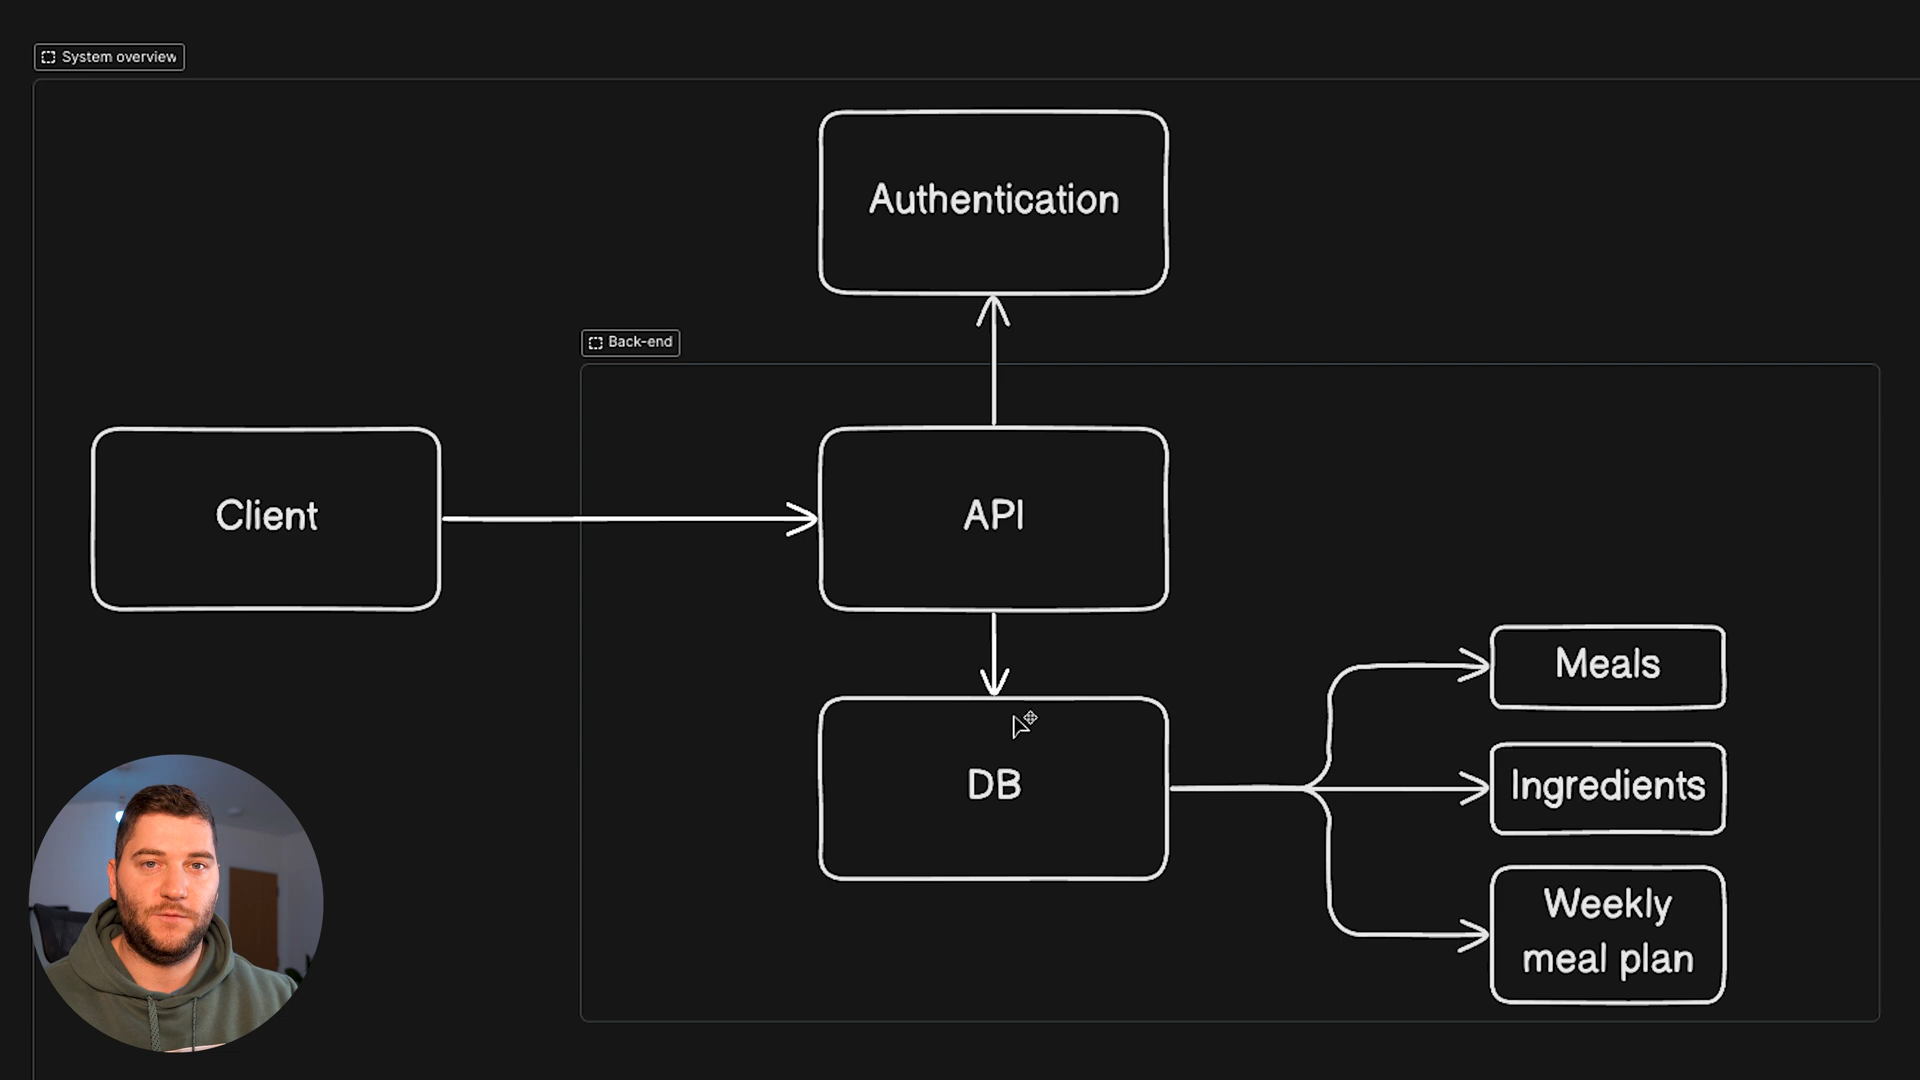 System overview
Authentication
Back-end
Client
API
DB
Meals
Ingredients
Weekly
meal plan